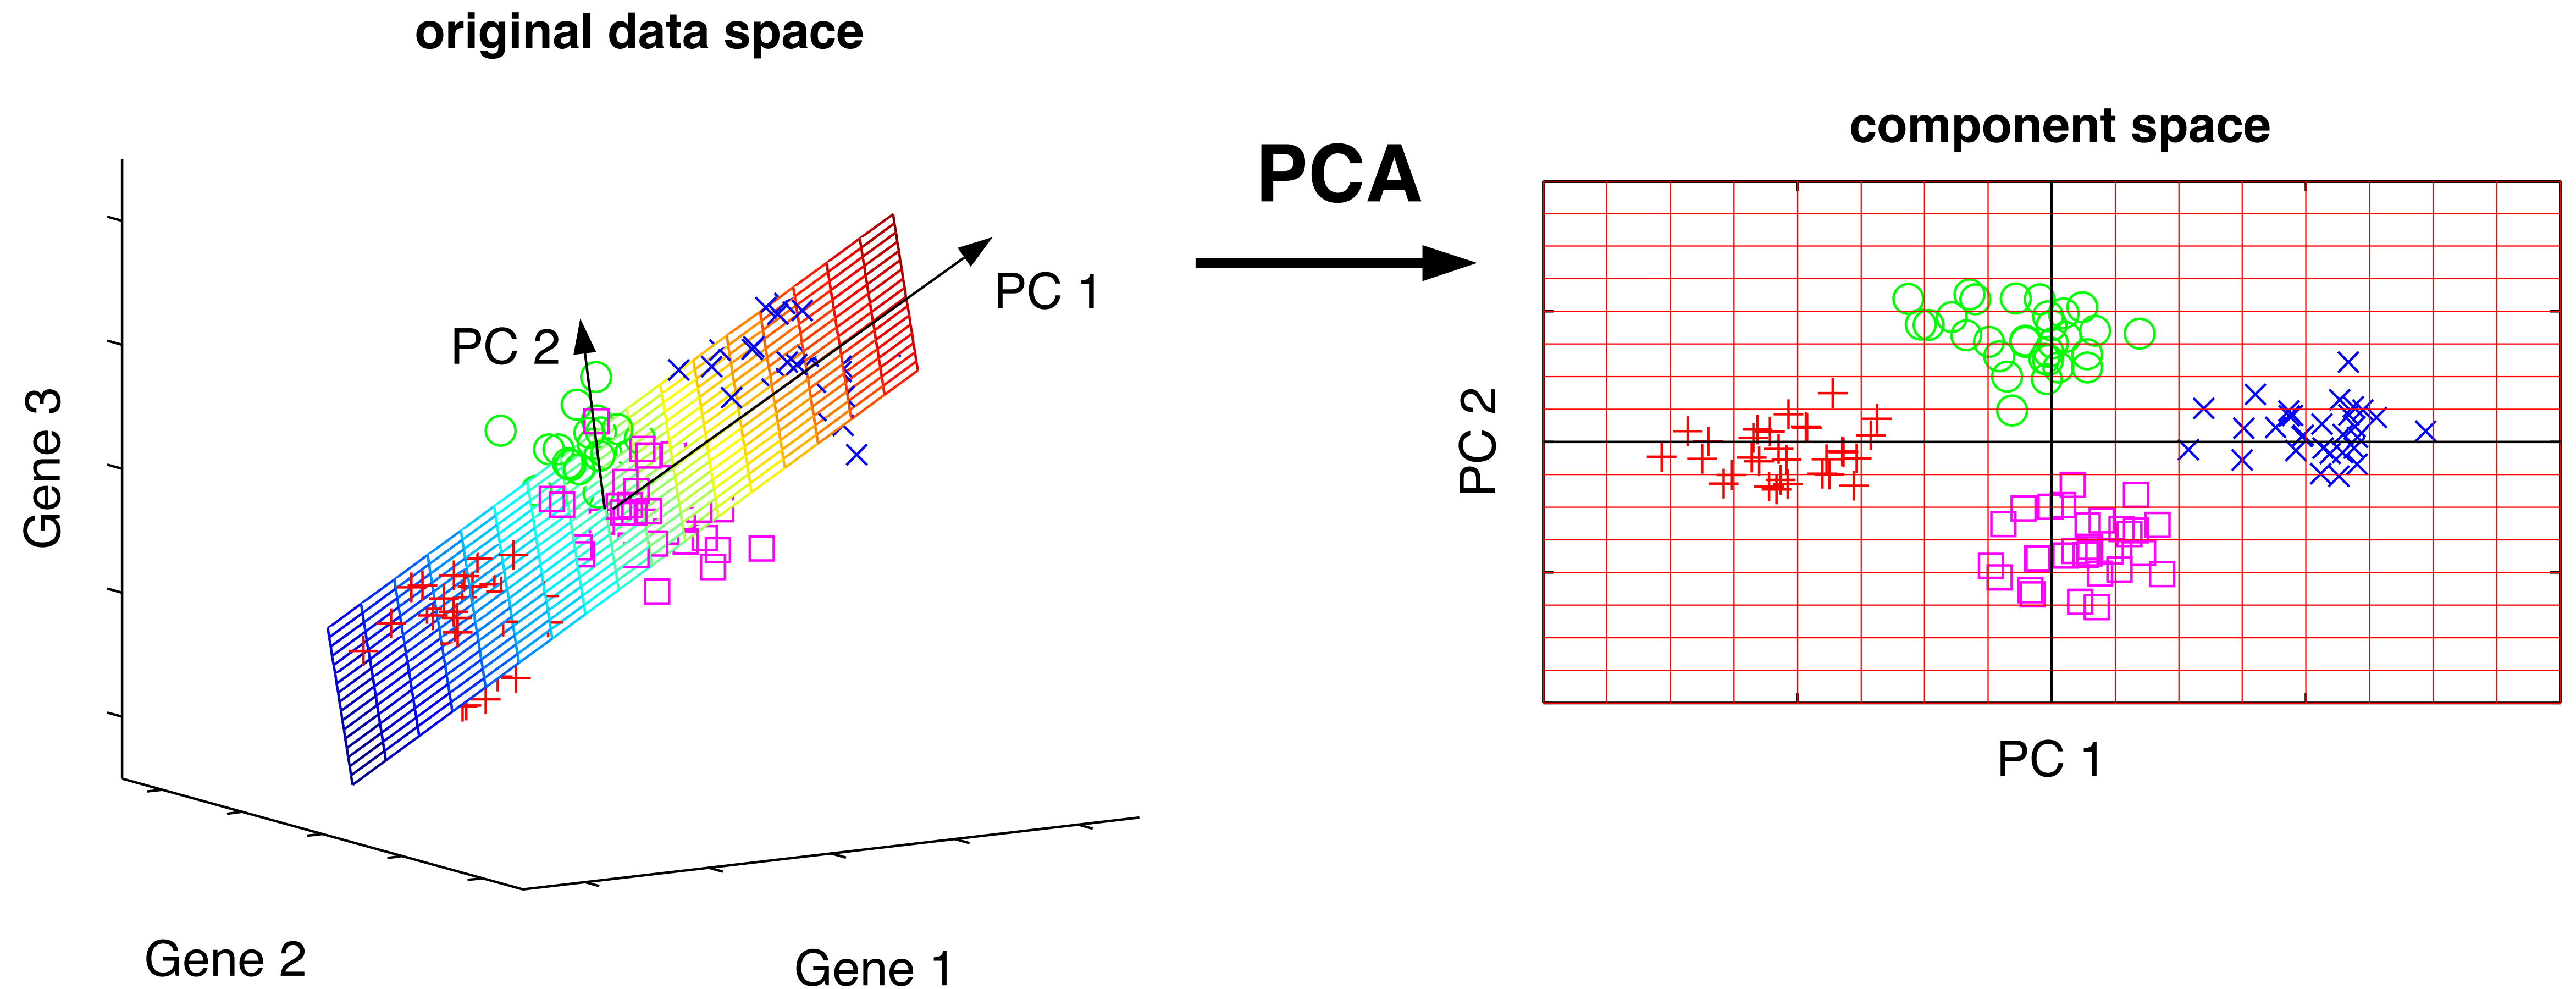 original data space
PCA
component space
PC 1
PC 2
Gene 3
Gene 2
Gene 1
PC 2
PC 1